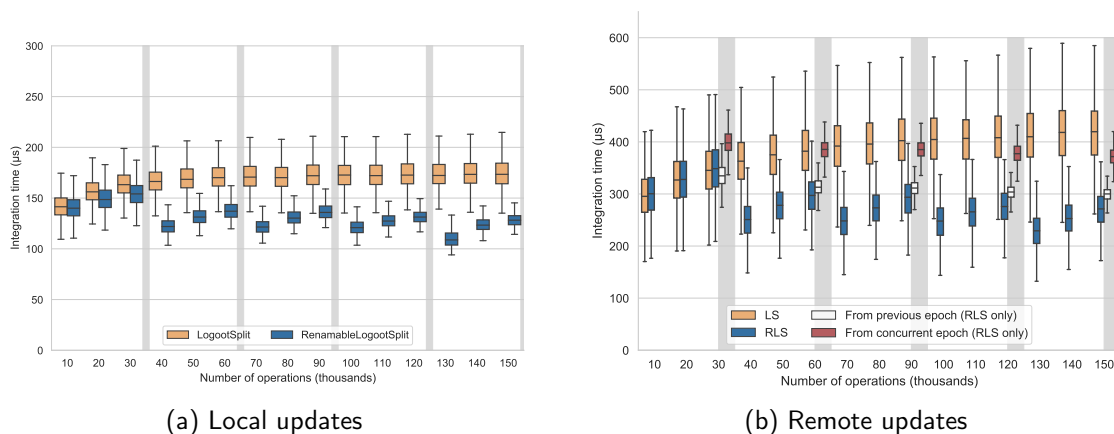 300
250
200
150
100
50
0
Integration time (µs)
LogootSplit
RenamableLogootSplit
10 20 30 40 50 60 70 80 90 100 110 120 130 140 150
Number of operations (thousands)
(a) Local updates
600
500
400
300
200
100
0
Integration time (µs)
LS
RLS
From previous epoch (RLS only)
From concurrent epoch (RLS only)
10 20 30 40 50 60 70 80 90 100 110 120 130 140 150
Number of operations (thousands)
(b) Remote updates